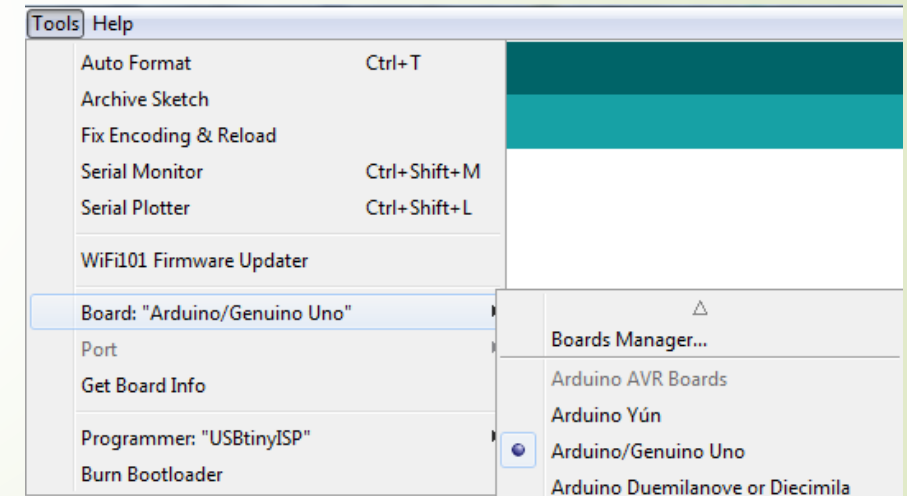 Tools Help
Auto Format Ctrl+T
Archive Sketch
Fix Encoding & Reload
Serial Monitor Ctrl+Shift+M
Serial Plotter Ctrl+Shift+L
WiFi101 Firmware Updater
Board: "Arduino/Genuino Uno"
Port
Get Board Info
Programmer: "USBtinyISP"
Burn Bootloader
Boards Manager...
Arduino AVR Boards
Arduino Yún
Arduino/Genuino Uno
Arduino Duemilanove or Diecimila